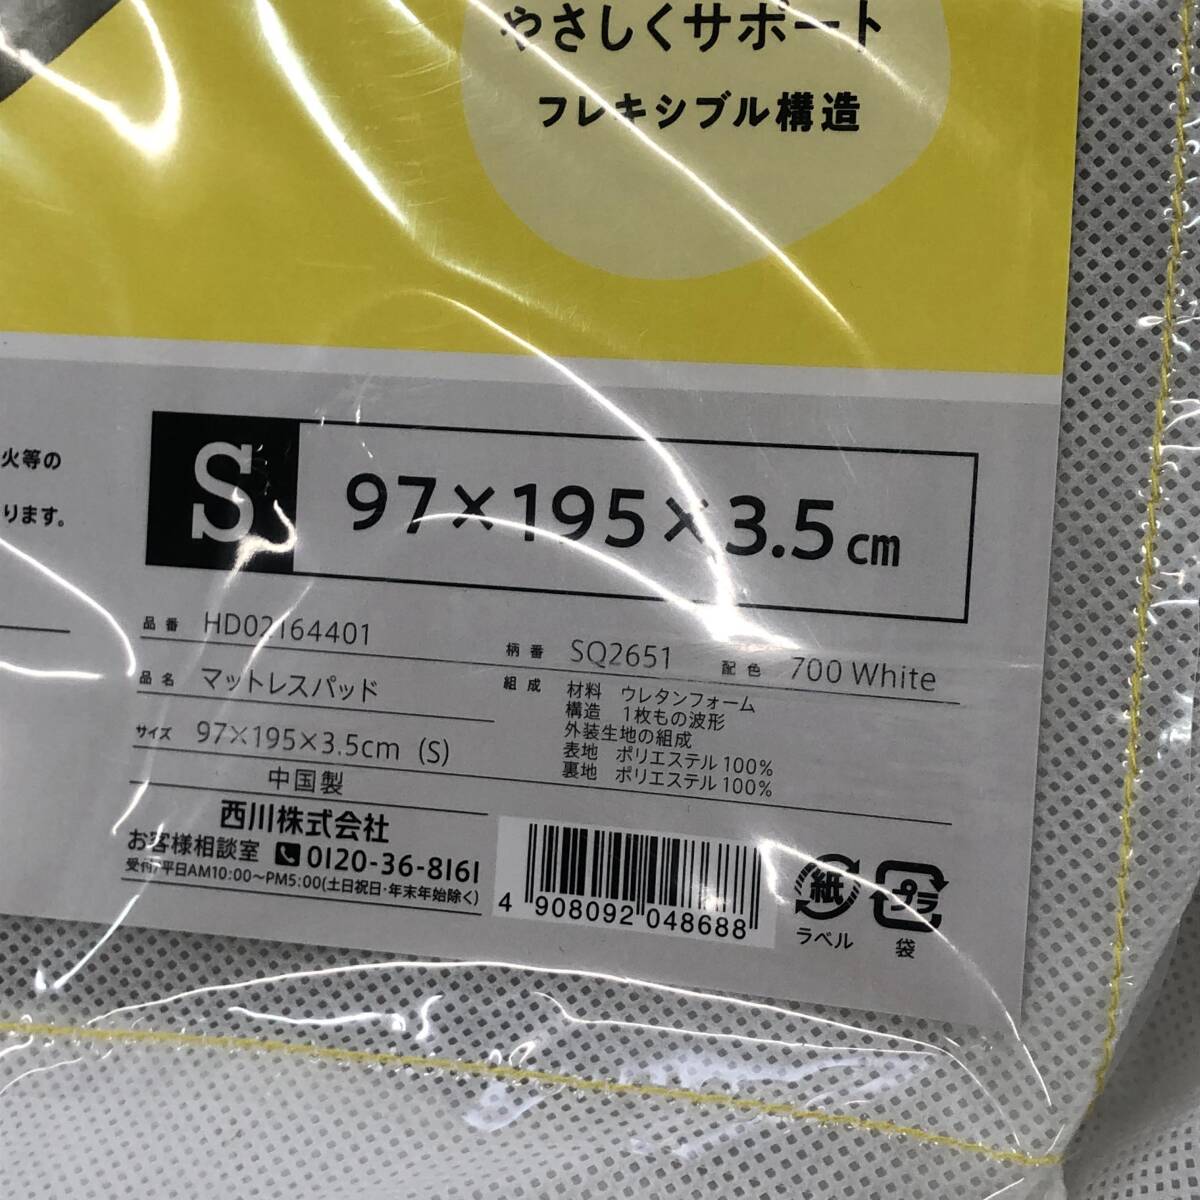 やさしくサポート
フレキシブル構造
火等の
ります。
S 97×195×3.5cm
品番 HD02164401
柄番 SQ2651 配色 700 White
品名 マットレスパッド
組成 材料 ウレタンフォーム
構造 1枚もの波形
外装生地の組成
表地 ポリエステル100%
裏地 ポリエステル100%
サイズ 97×195×3.5cm (S)
中国製
西川株式会社
お客様相談室 0120-36-8161
受付/平日AM10:00〜PM5:00(土日祝日・年末年始除く)
4 908092 048688
紙
ラベル
プラ
袋